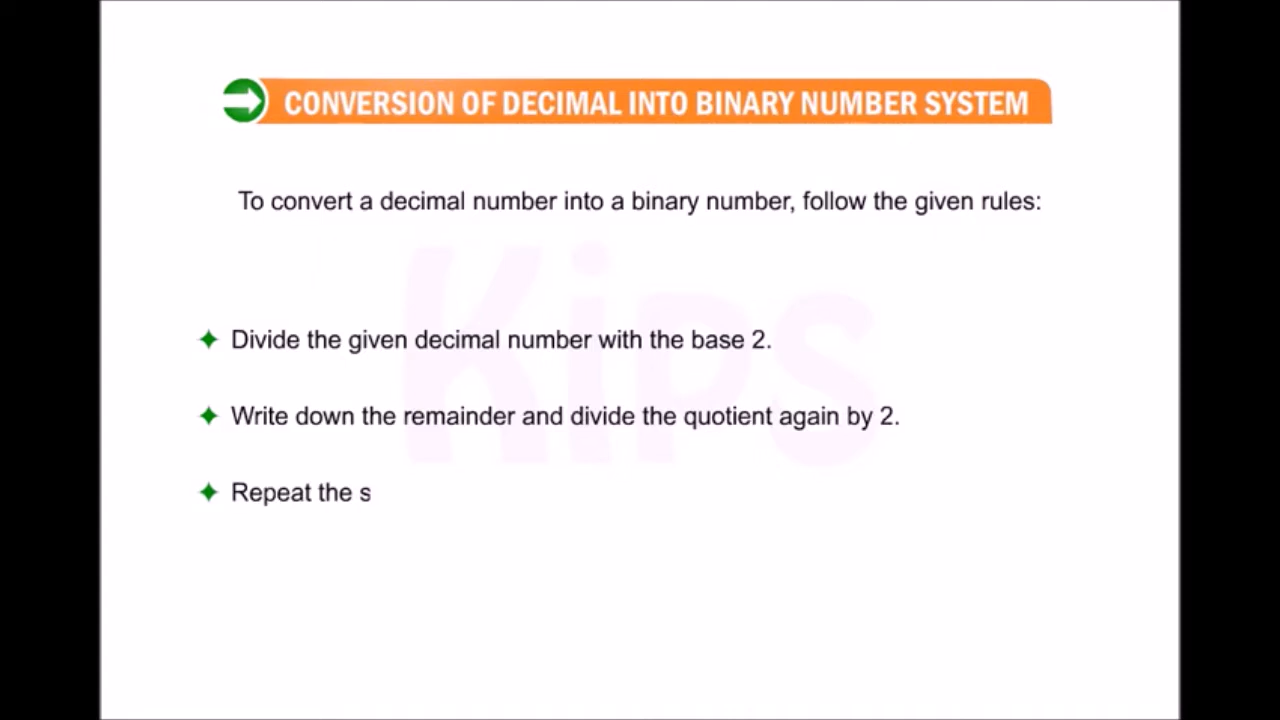 CONVERSION OF DECIMAL INTO BINARY NUMBER SYSTEM
To convert a decimal number into a binary number, follow the given rules:
Kips
Divide the given decimal number with the base 2.
Write down the remainder and divide the quotient again by 2.
Repeat the s